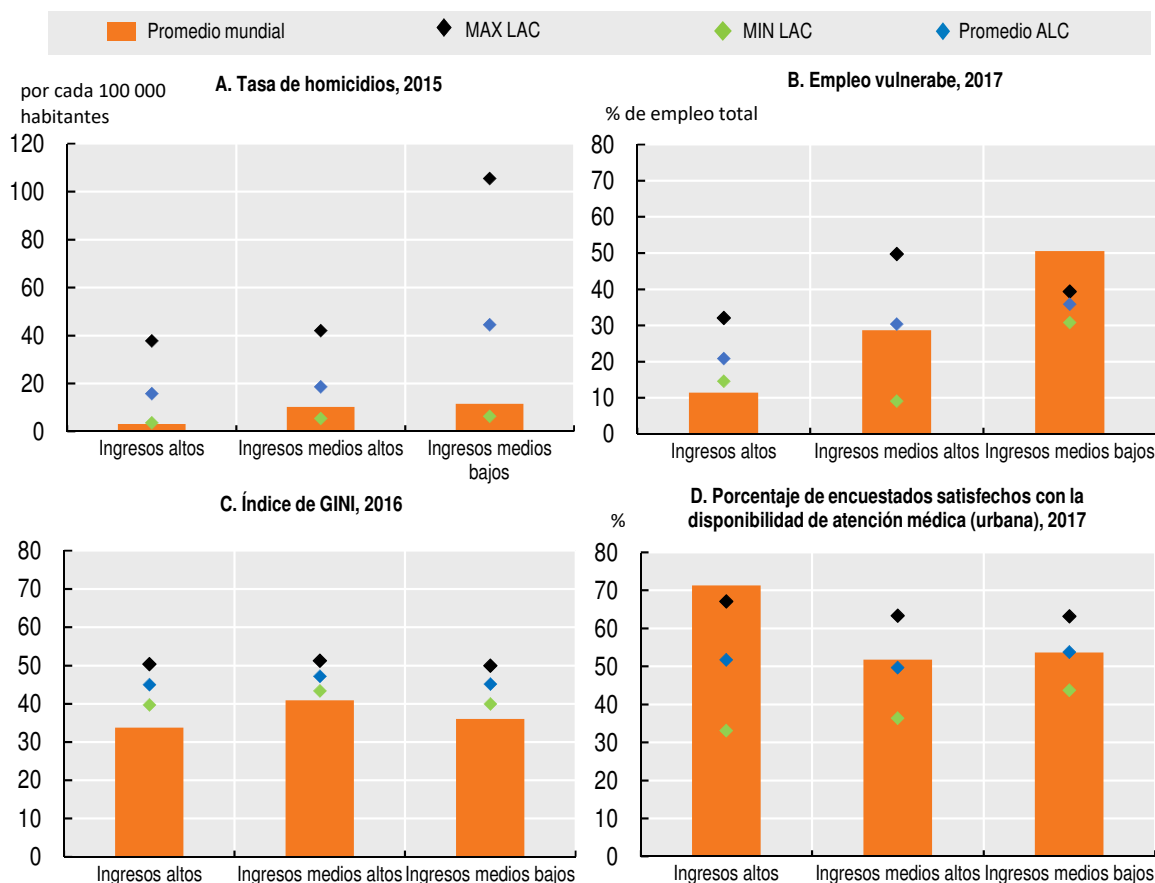 Promedio mundial
MAX LAC
MIN LAC
Promedio ALC
A. Tasa de homicidios, 2015
por cada 100 000
habitantes
120
100
80
60
40
20
0
Ingresos altos
Ingresos medios altos
Ingresos medios
bajos
B. Empleo vulnerabe, 2017
% de empleo total
80
70
60
50
40
30
20
10
0
Ingresos altos
Ingresos medios altos
Ingresos medios bajos
C. Índice de GINI, 2016
80
70
60
50
40
30
20
10
0
Ingresos altos
Ingresos medios altos
Ingresos medios bajos
D. Porcentaje de encuestados satisfechos con la
disponibilidad de atención médica (urbana), 2017
%
80
70
60
50
40
30
20
10
0
Ingresos altos
Ingresos medios altos
Ingresos medios bajos